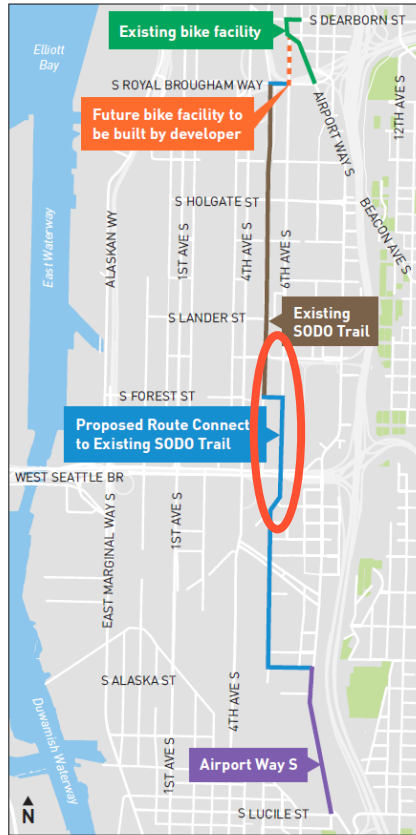 S DEARBORN ST
Existing bike facility
Elliott
Bay
S ROYAL BROUGHAM WAY
Future bike facility to
be built by developer
AIRPORT WAY S
12TH AVE S
BEACON AVE S
S HOLGATE ST
ALASKAN WY
1ST AVE S
4TH AVE S
6TH AVE S
East Waterway
S LANDER ST
Existing
SODO Trail
S FOREST ST
Proposed Route Connect
to Existing SODO Trail
WEST SEATTLE BR
EAST MARGINAL WAY S
1ST AVE S
S ALASKA ST
4TH AVE S
Duwamish Waterway
1ST AVE S
Airport Way S
N
S LUCILE ST